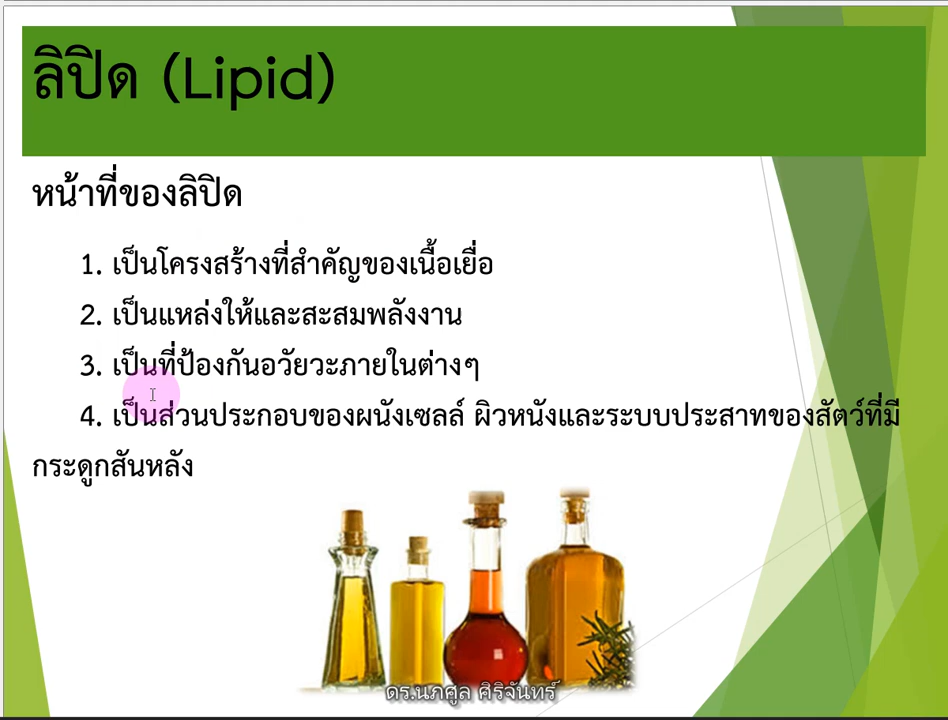 ลิปิด (Lipid)
หน้าที่ของลิปิด
1. เป็นโครงสร้างที่สำคัญของเนื้อเยื่อ
2. เป็นแหล่งให้และสะสมพลังงาน
3. เป็นที่ป้องกันอวัยวะภายในต่างๆ
4. เป็นส่วนประกอบของผนังเซลล์ ผิวหนังและระบบประสาทของสัตว์ที่มี
กระดูกสันหลัง
ดร.นภศูล ศิริจันทร์